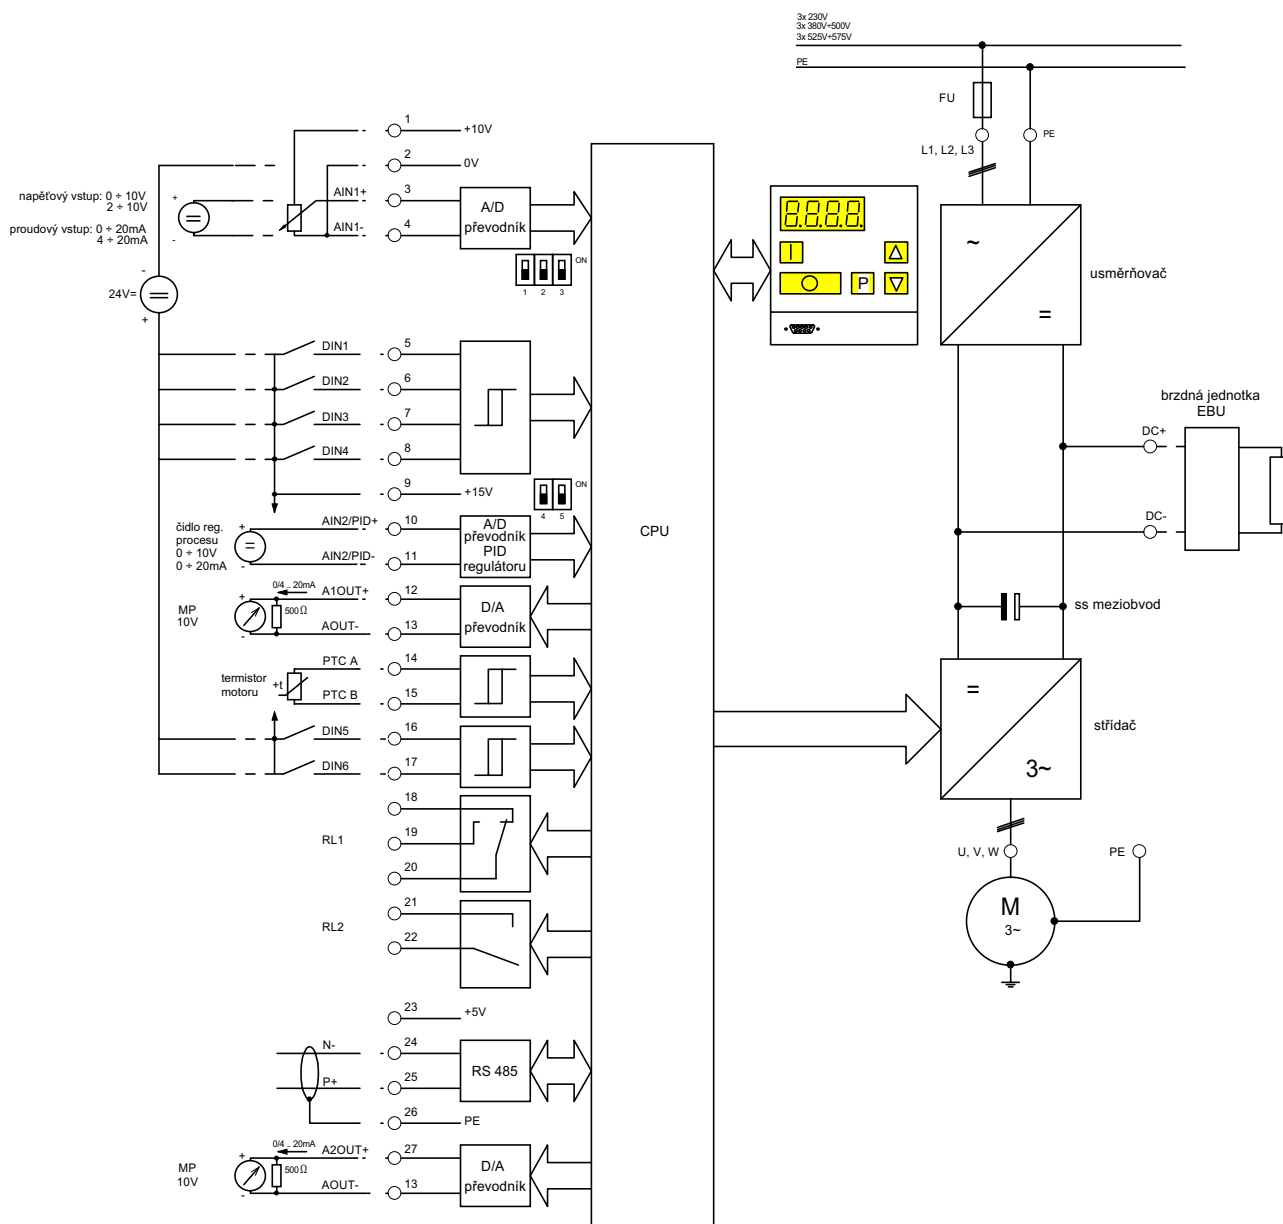 3x 230V
3x 380V÷500V
3x 525V÷575V
PE
FU
L1, L2, L3
PE
1
+10V
2
0V
napěťový vstup: 0 ÷ 10V
2 ÷ 10V
proudový vstup: 0 ÷ 20mA
4 ÷ 20mA
+
-
AIN1+
3
AIN1-
4
A/D
převodník
ON
1 2 3
-
24V=
+
8.8.8.8.
P
~
=
usměrňovač
DIN1
5
DIN2
6
DIN3
7
DIN4
8
9
+15V
ON
4 5
brzdná jednotka
EBU
DC+
DC-
čidlo reg.
procesu
0 ÷ 10V
0 ÷ 20mA
+
-
AIN2/PID+
10
AIN2/PID-
11
A/D
převodník
PID
regulátoru
CPU
MP
10V
+
-
0/4 .. 20mA
500Ω
A1OUT+
12
AOUT-
13
D/A
převodník
ss meziobvod
termistor
motoru
+t
PTC A
14
PTC B
15
=
3~
střídač
DIN5
16
DIN6
17
RL1
18
19
20
U, V, W
PE
M
3~
RL2
21
22
23
+5V
N-
24
P+
25
RS 485
26
PE
MP
10V
+
-
0/4 .. 20mA
500Ω
A2OUT+
27
AOUT-
13
D/A
převodník